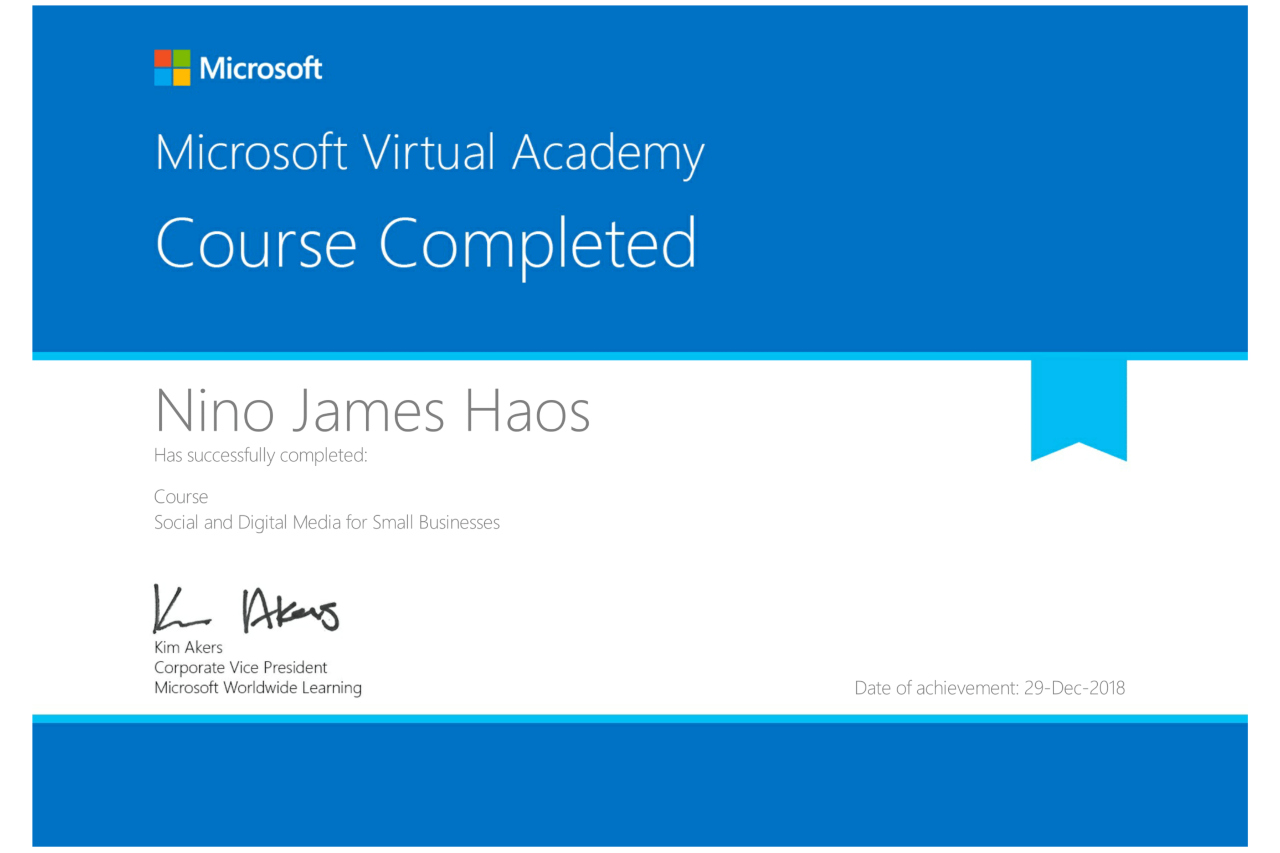 Microsoft
Microsoft Virtual Academy
Course Completed
Nino James Haos
Has successfully completed:
Course
Social and Digital Media for Small Businesses
K Akers
Kim Akers
Corporate Vice President
Microsoft Worldwide Learning
Date of achievement: 29-Dec-2018